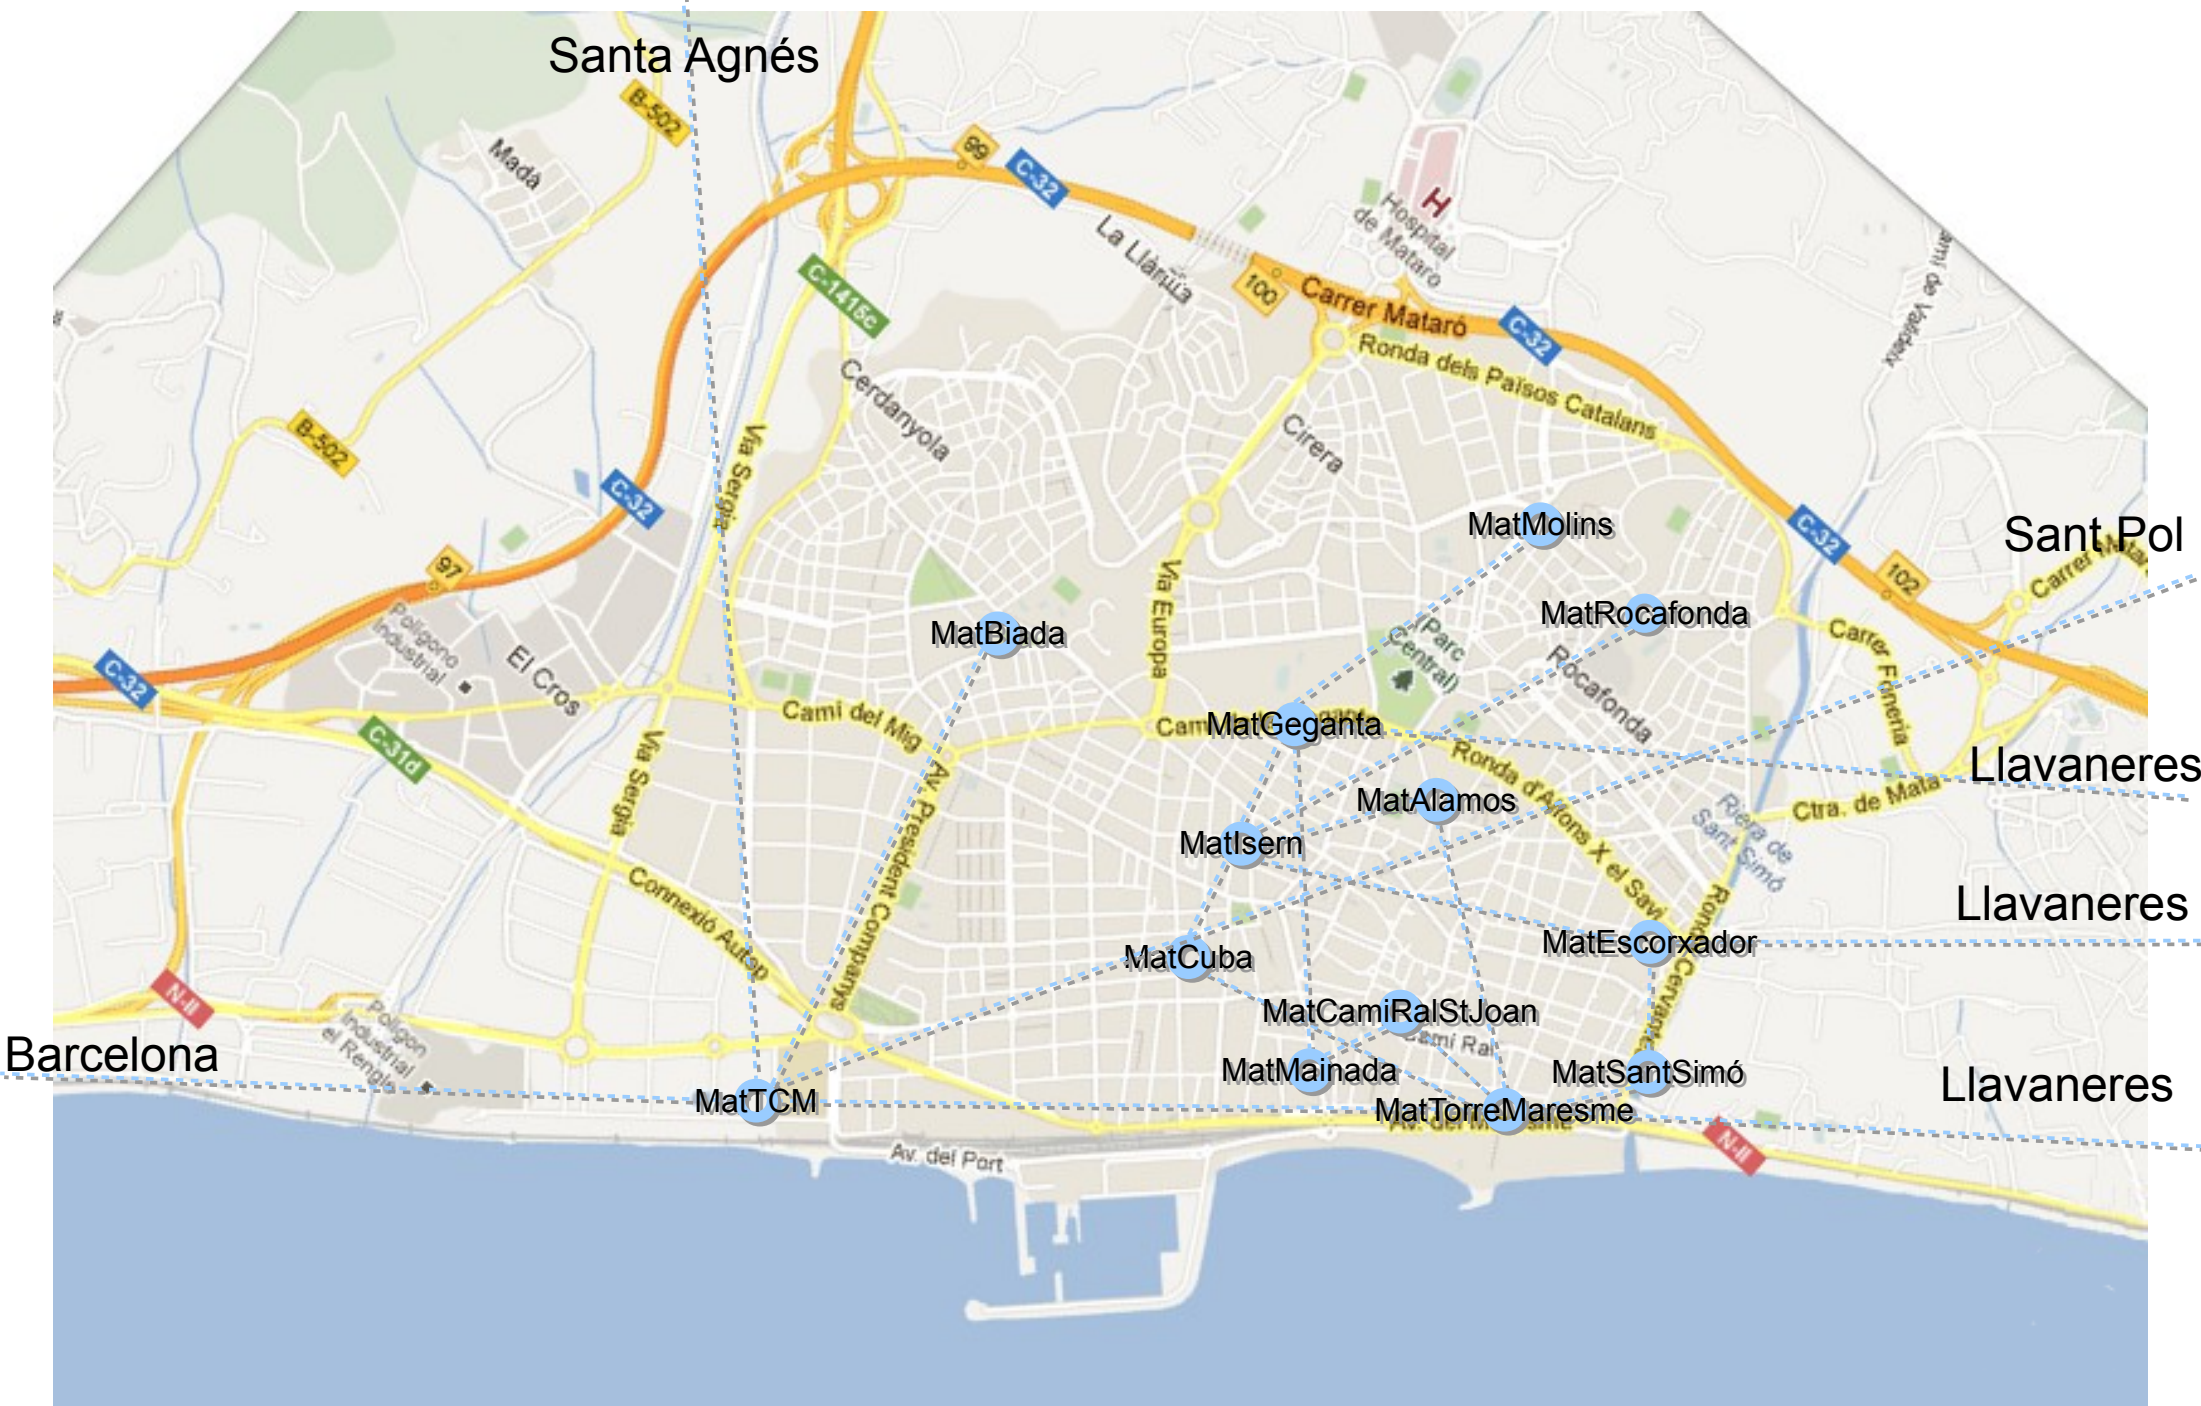 Santa Agnés
B-502
Madà
99
C-32
La Llàntia
H
Hospital
de Mataró
100
Carrer Mataró
C-32
Ronda dels Països Catalans
C-1415c
Cerdanyola
Cirera
B-502
C-32
Via Sergia
97
MatMolins
C-32
Sant Pol
102
Polígono
Industrial
El Cros
MatBiada
Via Europa
(Parc
Central)
MatRocafonda
Rocafonda
Carrer Forneria
C-32
C-31d
Camí del Mig
MatGeganta
Via Sergia
Ronda d'Alfons X el Savi
Llavaneres
Av. President Companys
MatAlamos
MatIsern
Ctra. de Mata
Riera de
Sant Simó
Connexió Autop
Llavaneres
MatEscorxador
MatCuba
N-II
Polígon
Industrial
el Rengle
MatCamiRalStJoan
Camí Ral
Barcelona
MatMainada
MatSantSimó
Llavaneres
MatTCM
MatTorreMaresme
N-II
Av. del Port